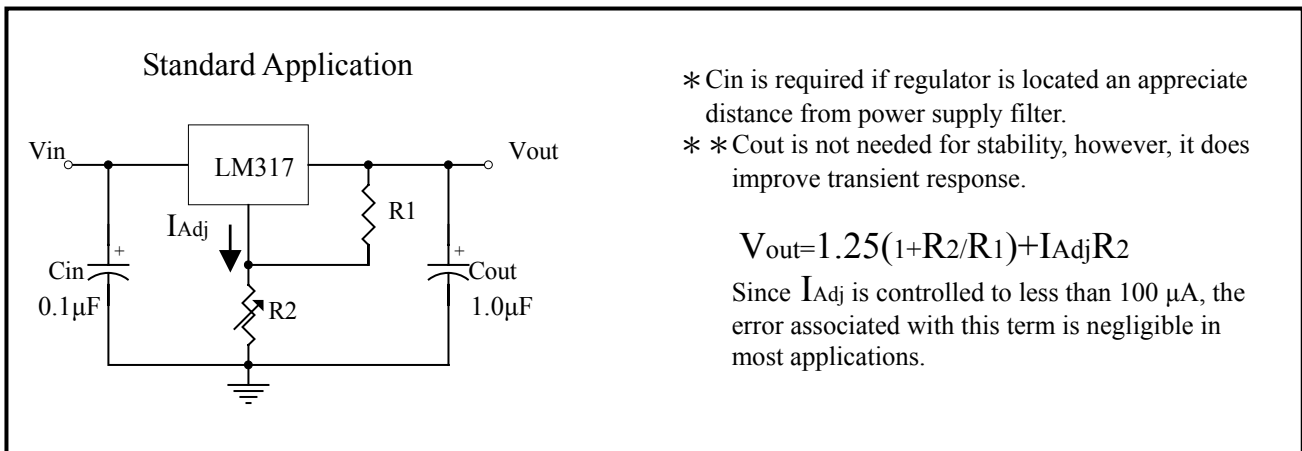 Standard Application
Vin
LM317
Vout
R1
IAdj
+
Cin
0.1µF
R2
+
Cout
1.0µF
＊Cin is required if regulator is located an appreciate
distance from power supply filter.
＊＊Cout is not needed for stability, however, it does
improve transient response.
Vout=1.25(1+R2/R1)+IAdjR2
Since IAdj is controlled to less than 100 µA, the
error associated with this term is negligible in
most applications.